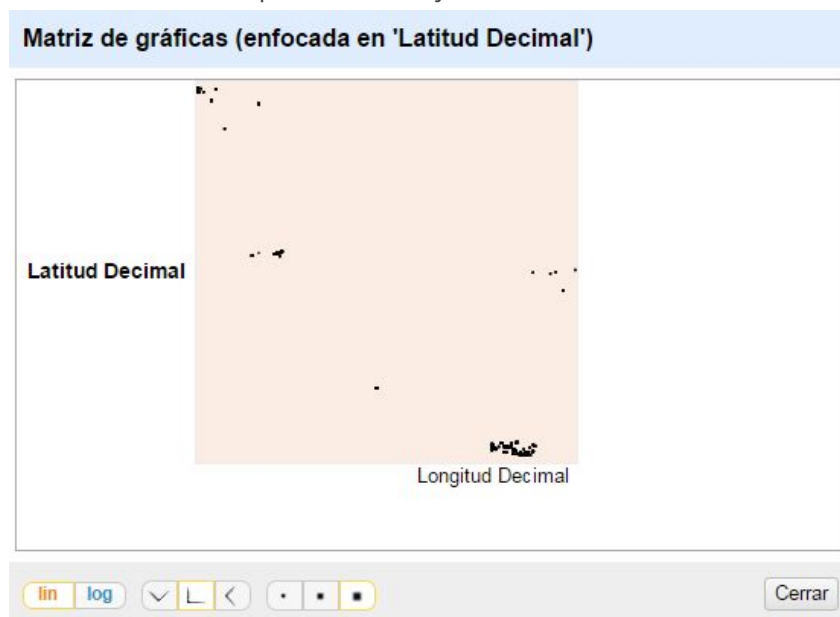 Matriz de gráficas (enfocada en 'Latitud Decimal')
Latitud Decimal
Longitud Decimal
lin log
Cerrar